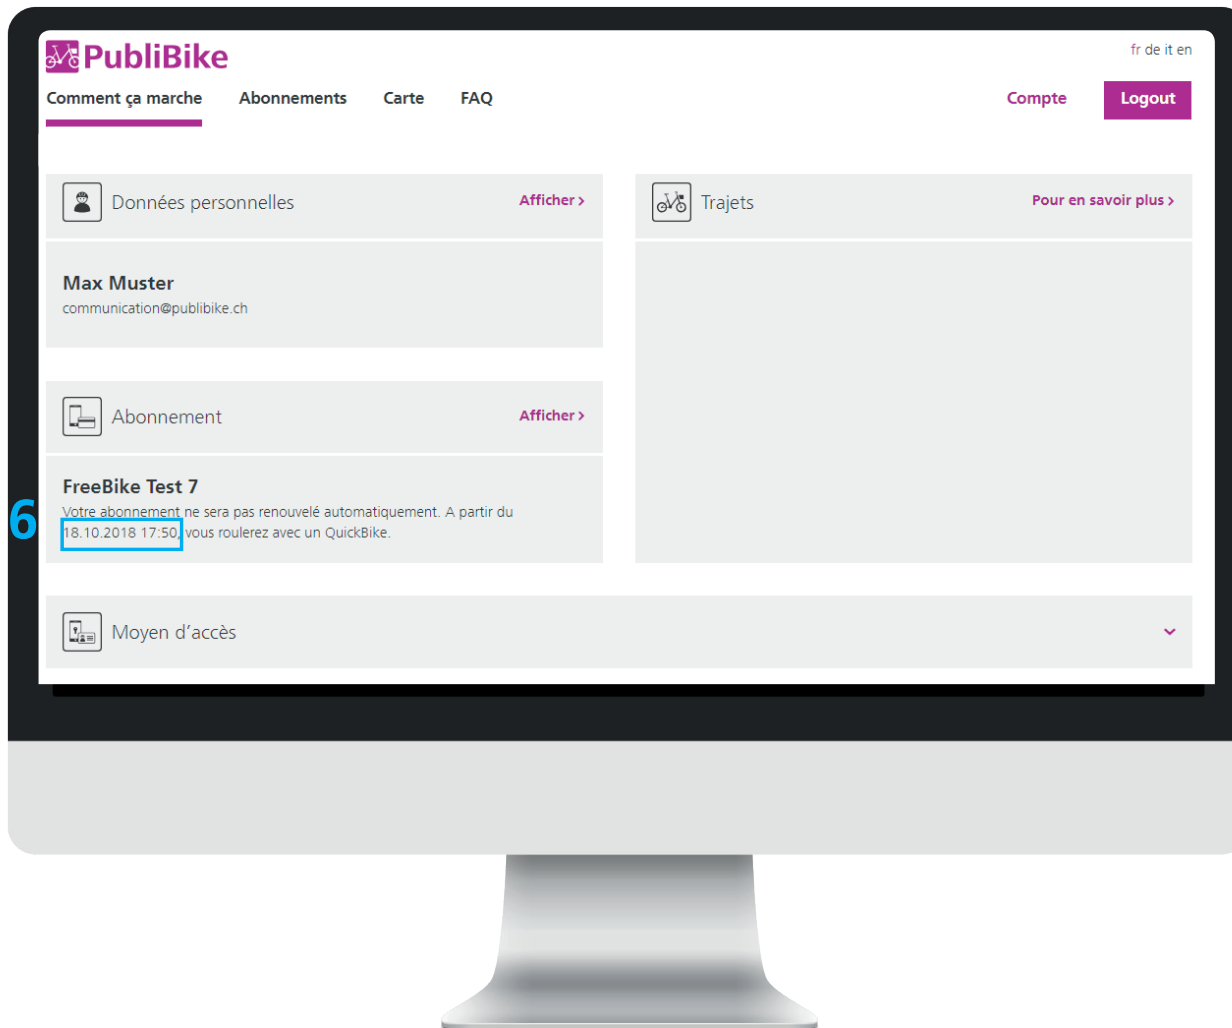 PubliBike
fr de it en
Comment ça marche Abonnements Carte FAQ Compte Logout
Données personnelles Afficher >
Trajets Pour en savoir plus >
Max Muster
communication@publibike.ch
Abonnement Afficher >
FreeBike Test 7
6
Votre abonnement ne sera pas renouvelé automatiquement. A partir du
18.10.2018 17:50, vous roulerez avec un QuickBike.
Moyen d’accès